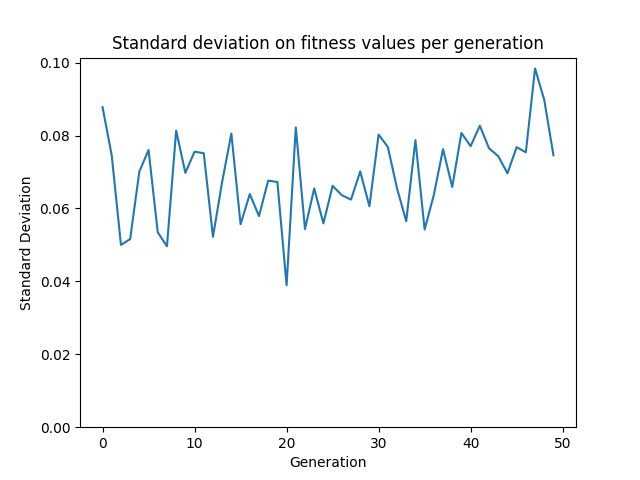 Standard deviation on fitness values per generation
0.10
0.08
0.06
0.04
0.02
0.00
Standard Deviation
0 10 20 30 40 50
Generation